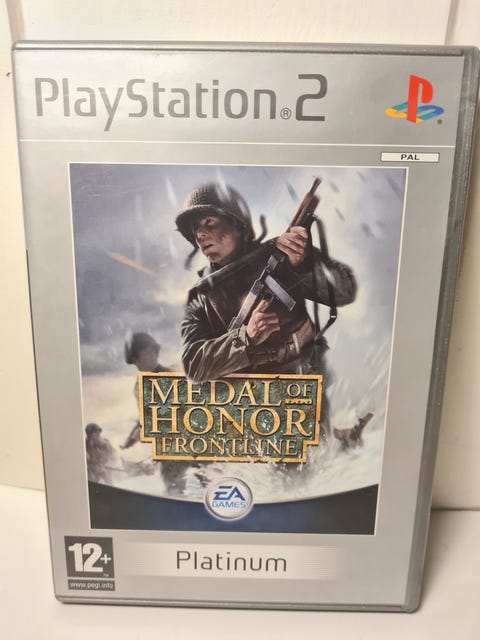 PlayStation®2
®
PAL
MEDAL OF
HONOR
FRONTLINE
EA
GAMES
12+
www.pegi.info
Platinum